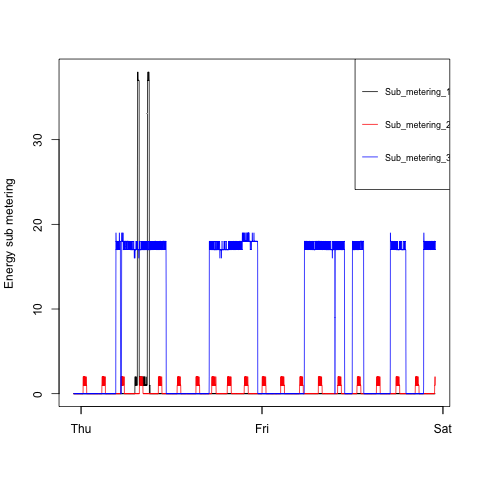 Energy sub metering
30
20
10
0
Sub_metering_1
Sub_metering_2
Sub_metering_3
Thu
Fri
Sat